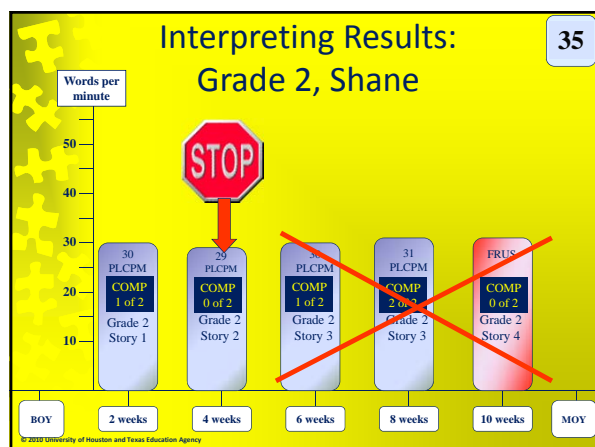 Interpreting Results:
Grade 2, Shane
35
Words per
minute
50
40
30
20
10
STOP
30
PLCPM
COMP
1 of 2
Grade 2
Story 1
29
PLCPM
COMP
0 of 2
Grade 2
Story 2
30
PLCPM
COMP
1 of 2
Grade 2
Story 3
31
PLCPM
COMP
2 of 2
Grade 2
Story 3
FRUS
COMP
0 of 2
Grade 2
Story 4
BOY
2 weeks
4 weeks
6 weeks
8 weeks
10 weeks
MOY
© 2010 University of Houston and Texas Education Agency